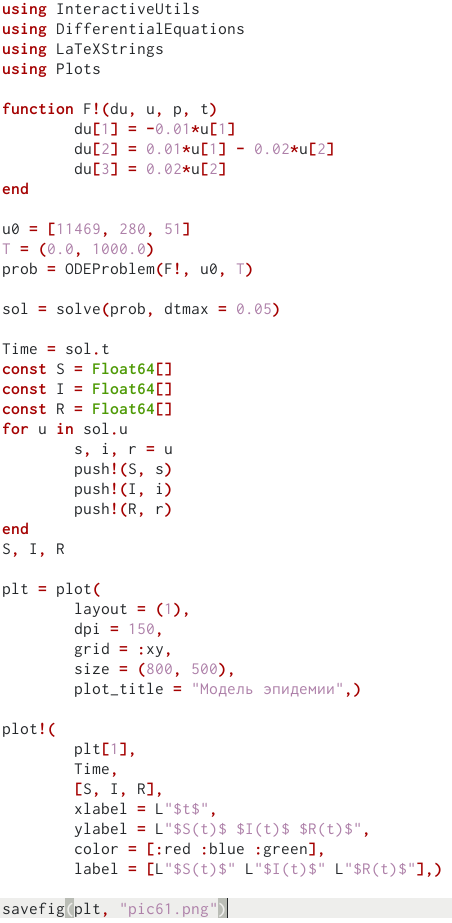 using InteractiveUtils
using DifferentialEquations
using LaTeXStrings
using Plots

function F!(du, u, p, t)
        du[1] = -0.01*u[1]
        du[2] = 0.01*u[1] - 0.02*u[2]
        du[3] = 0.02*u[2]
end

u0 = [11469, 280, 51]
T = (0.0, 1000.0)
prob = ODEProblem(F!, u0, T)

sol = solve(prob, dtmax = 0.05)

Time = sol.t
const S = Float64[]
const I = Float64[]
const R = Float64[]
for u in sol.u
        s, i, r = u
        push!(S, s)
        push!(I, i)
        push!(R, r)
end
S, I, R

plt = plot(
        layout = (1),
        dpi = 150,
        grid = :xy,
        size = (800, 500),
        plot_title = "Модель эпидемии",)

plot!(
        plt[1],
        Time,
        [S, I, R],
        xlabel = L"$t$",
        ylabel = L"$S(t)$ $I(t)$ $R(t)$",
        color = [:red :blue :green],
        label = [L"$S(t)$" L"$I(t)$" L"$R(t)$"],)

savefig(plt, "pic61.png")